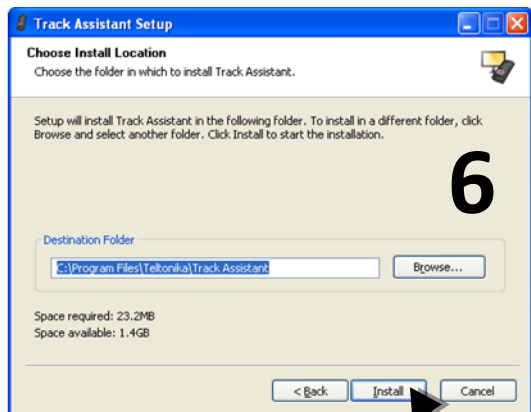 Track Assistant Setup
Choose Install Location
Choose the folder in which to install Track Assistant.
Setup will install Track Assistant in the following folder. To install in a different folder, click
Browse and select another folder. Click Install to start the installation.
6
Destination Folder
C:\Program Files\Teltonika\Track Assistant
Browse...
Space required: 23.2MB
Space available: 1.4GB
< Back
Install
Cancel